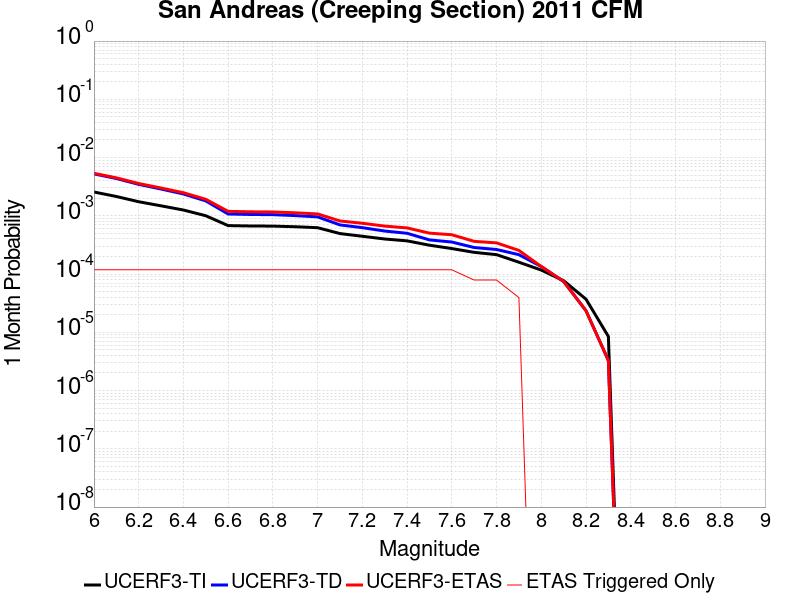 San Andreas (Creeping Section) 2011 CFM
10 0
10 -1
10 -2
10 -3
10 -4
10 -5
10 -6
10 -7
10 -8
1 Month Probability
6 6.2 6.4 6.6 6.8 7 7.2 7.4 7.6 7.8 8 8.2 8.4 8.6 8.8 9
Magnitude
UCERF3-TI UCERF3-TD UCERF3-ETAS ETAS Triggered Only